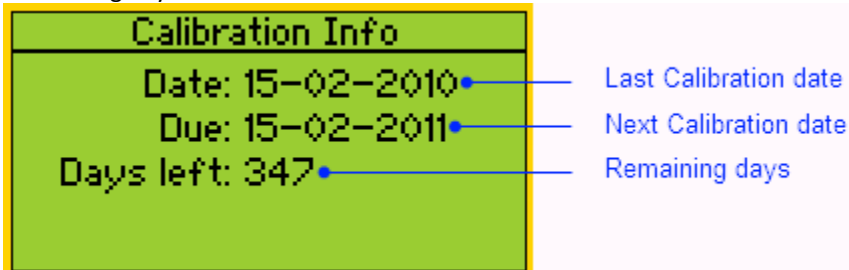 Calibration Info
Date: 15-02-2010 Last Calibration date
Due: 15-02-2011 Next Calibration date
Days left: 347 Remaining days